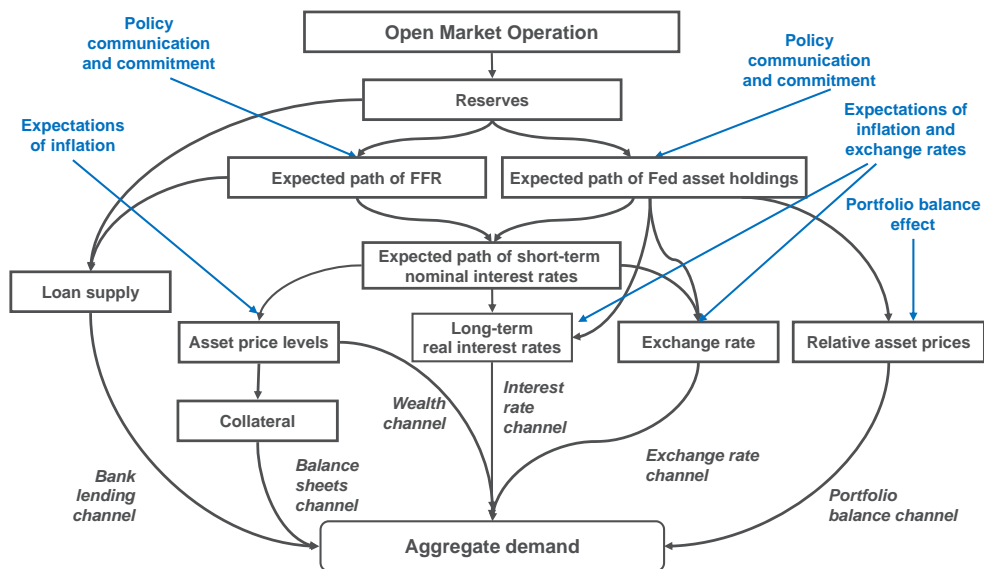 Policy
communication
and commitment
Open Market Operation
Policy
communication
and commitment
Reserves
Expectations
of inflation
Expectations of
inflation and
exchange rates
Expected path of FFR
Expected path of Fed asset holdings
Portfolio balance
effect
Expected path of short-term
nominal interest rates
Loan supply
Asset price levels
Long-term
real interest rates
Exchange rate
Relative asset prices
Collateral
Wealth
channel
Interest
rate
channel
Exchange rate
channel
Bank
lending
channel
Balance
sheets
channel
Portfolio
balance channel
Aggregate demand